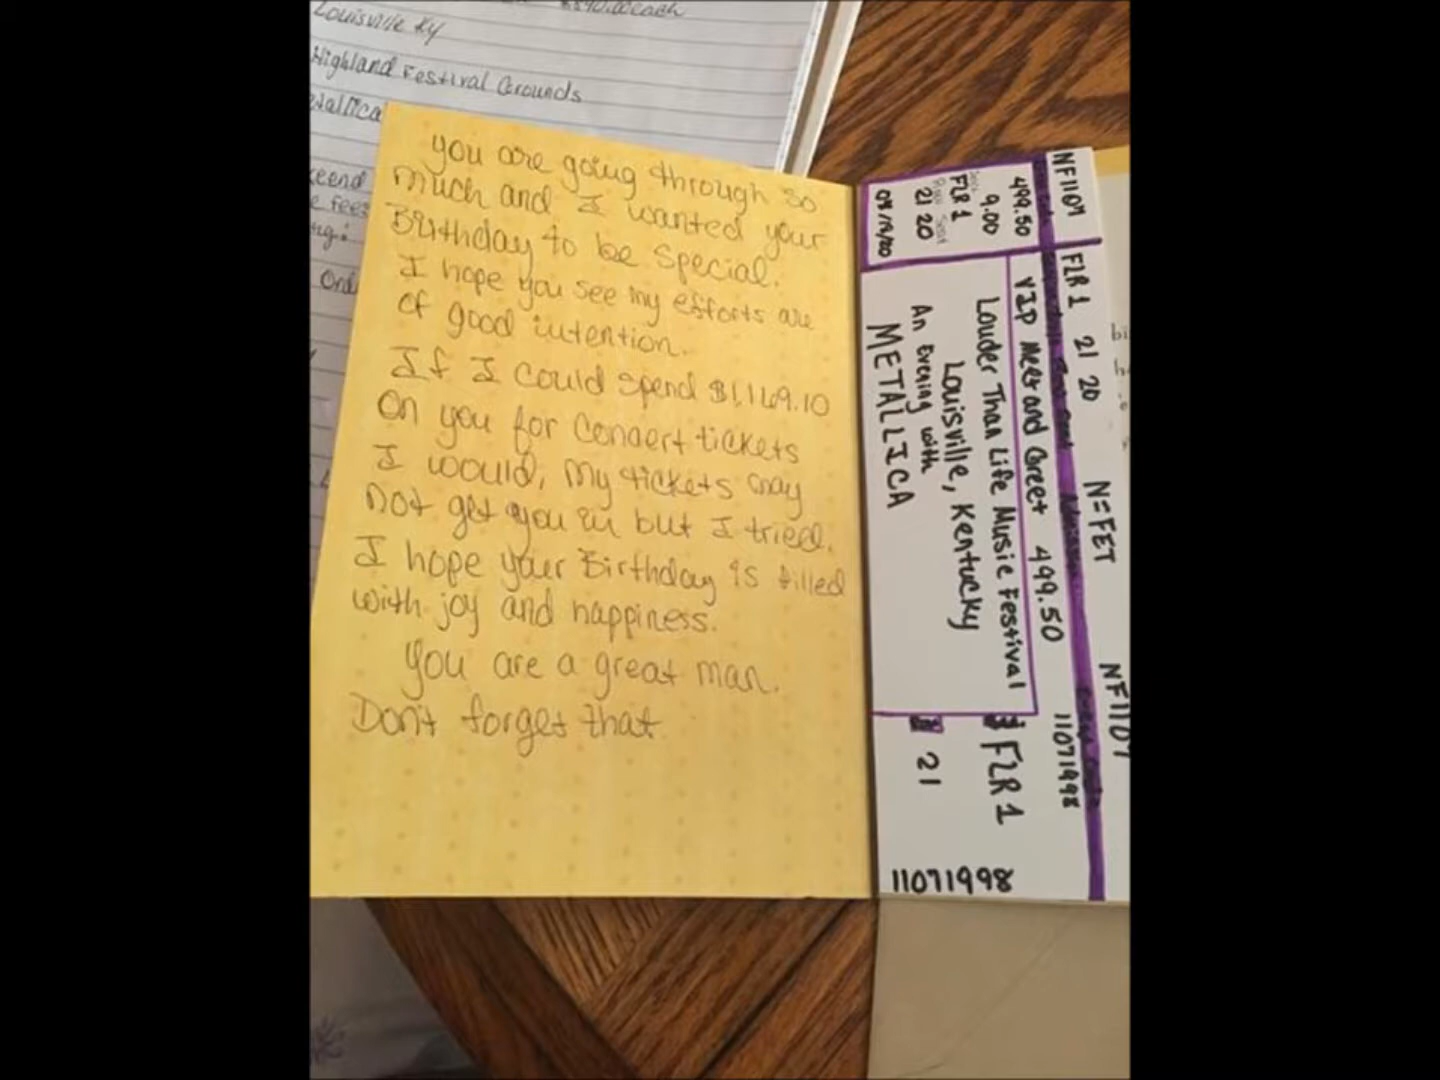 Louisville Ky
Highland Festival Grounds
you are going through so
much and I wanted your
Birthday to be special.
I hope you see my efforts are
of good intention.
If I could spend $1,169.10
on you for concert tickets
I would, my tickets may
not get you in but I tried.
I hope your Birthday is filled
with joy and happiness.
you are a great man.
Don't forget that
NF1107
499.50
9.00
FLR 1
21 20
FLR 1 21 20 N=FET NF1107
VIP Meet and Greet 499.50 11071998
Louder Than Life Music Festival
Louisville, Kentucky
An Evening with
METALLICA
FLR 1
21
11071998